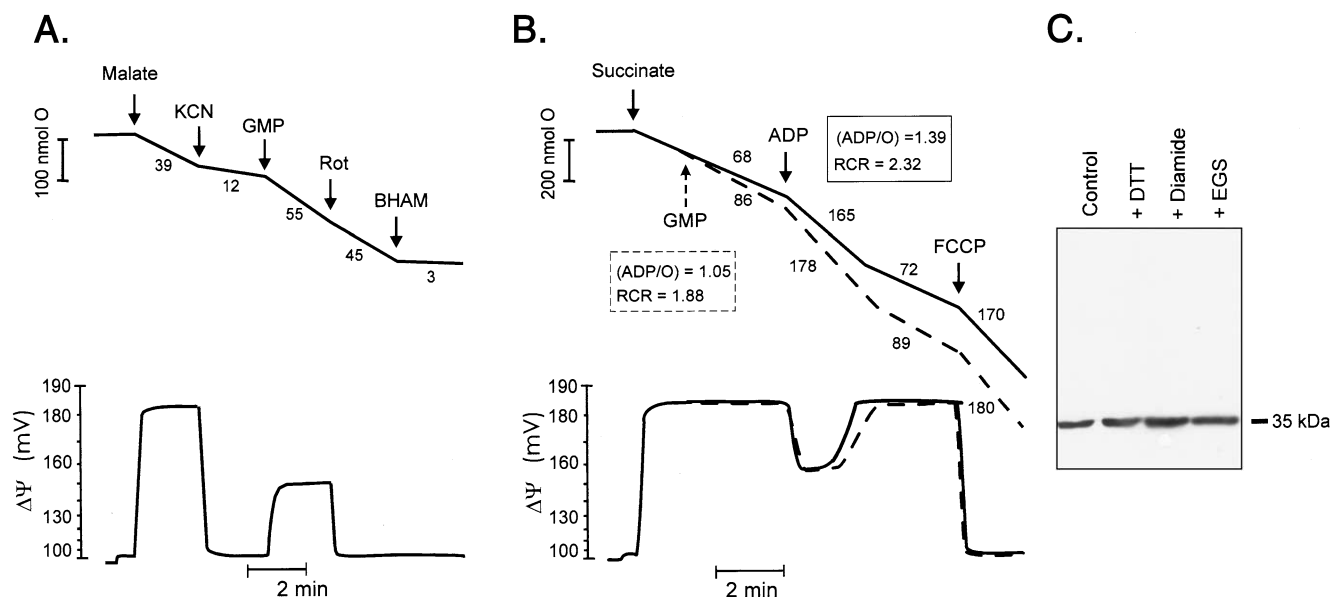 A.
Malate
KCN
GMP
Rot
BHAM
100 nmol O
39
12
55
45
3
190
180
160
130
100
ΔΨ (mV)
2 min
B.
Succinate
ADP
GMP
FCCP
200 nmol O
68
86
165
178
72
89
170
180
(ADP/O) =1.39
RCR = 2.32
(ADP/O) = 1.05
RCR = 1.88
190
180
160
130
100
ΔΨ (mV)
2 min
C.
Control
+ DTT
+ Diamide
+ EGS
35 kDa